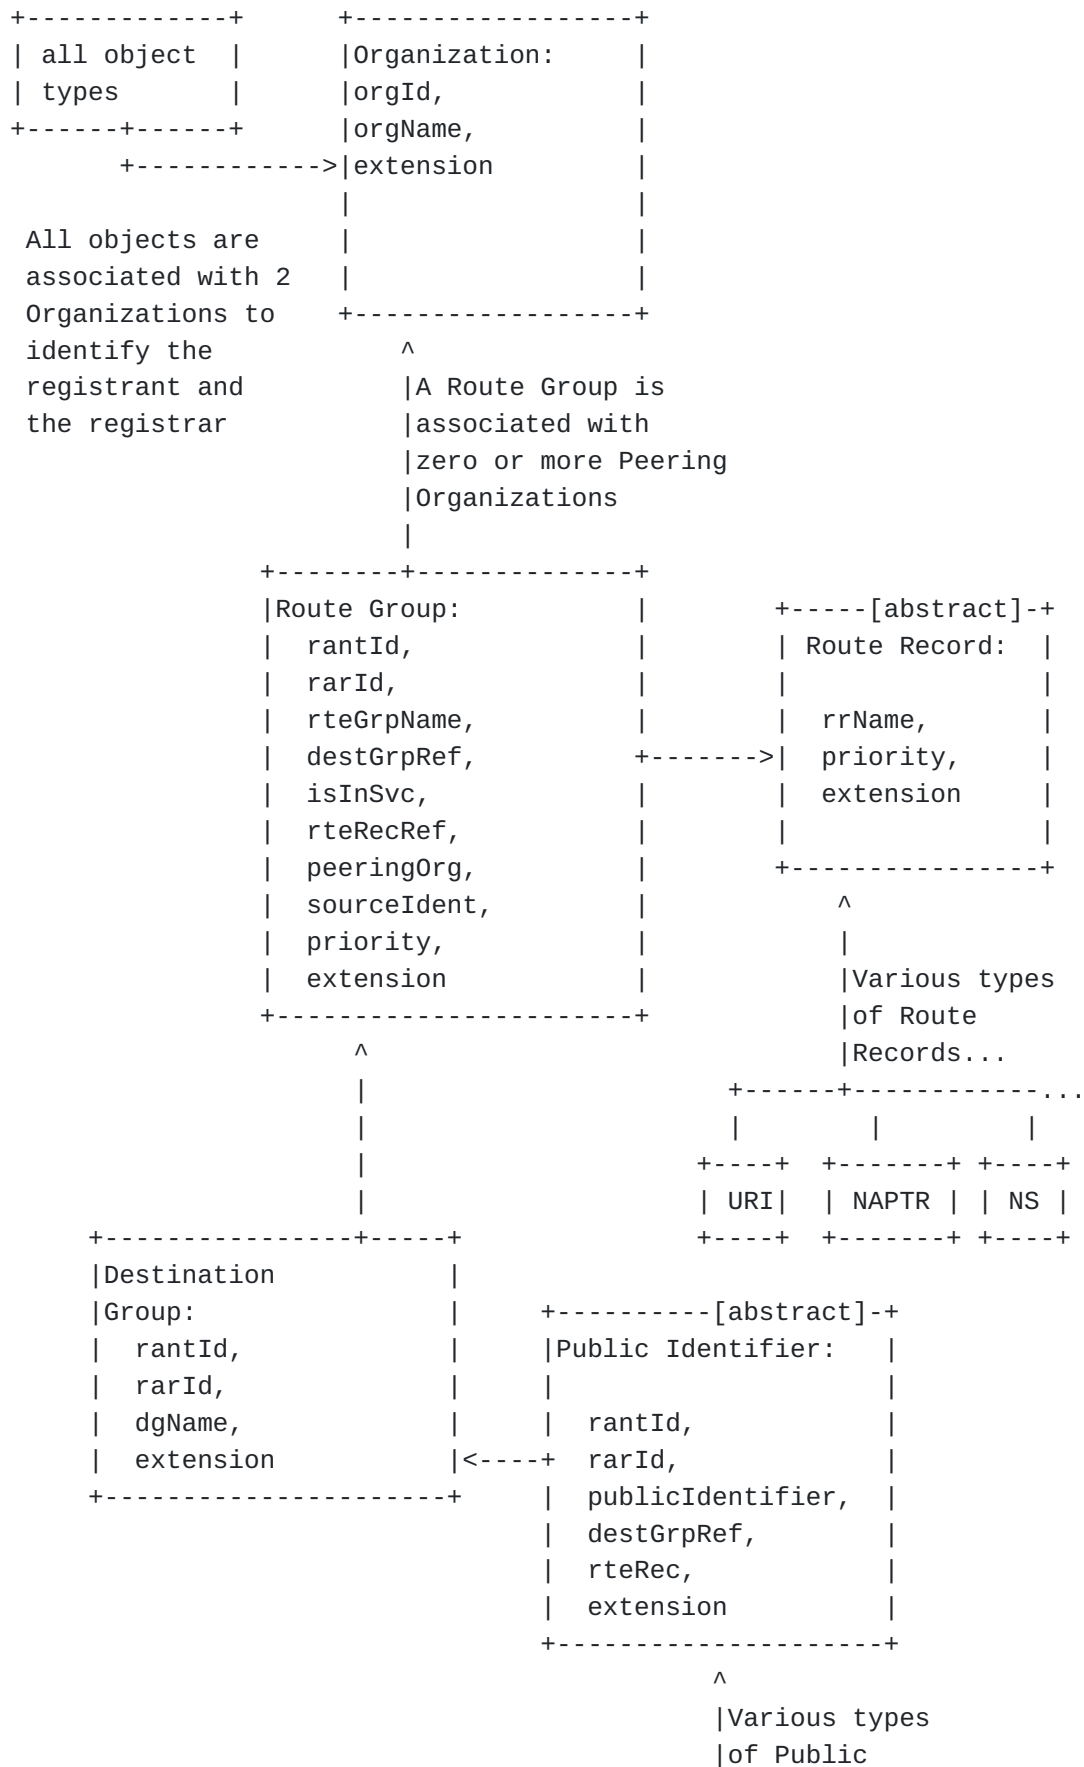 +-------------+      +------------------+
| all object  |      |Organization:     |
| types       |      |orgId,            |
+------+------+      |orgName,          |
       +------------>|extension         |
                     |                  |
 All objects are     |                  |
 associated with 2   |                  |
 Organizations to    +------------------+
 identify the            ^
 registrant and          |A Route Group is
 the registrar           |associated with
                         |zero or more Peering
                         |Organizations
                         |
                +--------+--------------+
                |Route Group:           |        +-----[abstract]-+
                |  rantId,              |        | Route Record:  |
                |  rarId,               |        |                |
                |  rteGrpName,          |        |  rrName,       |
                |  destGrpRef,          +------->|  priority,     |
                |  isInSvc,             |        |  extension     |
                |  rteRecRef,           |        |                |
                |  peeringOrg,          |        +----------------+
                |  sourceIdent,         |            ^
                |  priority,            |            |
                |  extension            |            |Various types
                +-----------------------+            |of Route
                      ^                              |Records...
                      |                       +------+------------...
                      |                       |        |         |
                      |                     +----+  +-------+ +----+
                      |                     | URI|  | NAPTR | | NS |
     +----------------+-----+               +----+  +-------+ +----+
     |Destination           |
     |Group:                |     +----------[abstract]-+
     |  rantId,             |     |Public Identifier:   |
     |  rarId,              |     |                     |
     |  dgName,             |     |  rantId,            |
     |  extension           |<----+  rarId,             |
     +----------------------+     |  publicIdentifier,  |
                                  |  destGrpRef,        |
                                  |  rteRec,            |
                                  |  extension          |
                                  +---------------------+
                                             ^
                                             |Various types
                                             |of Public